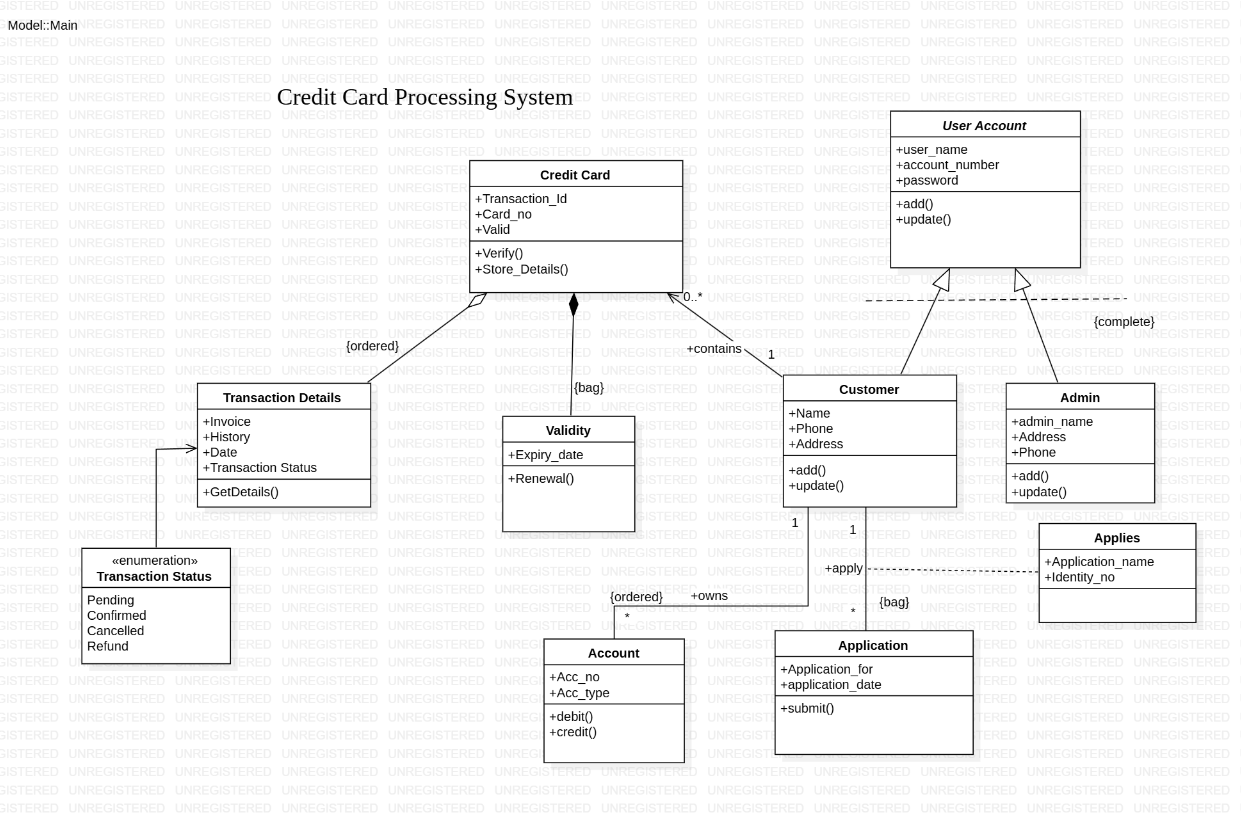 Model::Main
Credit Card Processing System
User Account
+user_name
+account_number
+password
+add()
+update()
Credit Card
+Transaction_Id
+Card_no
+Valid
+Verify()
+Store_Details()
0..*
{complete}
{ordered}
+contains
1
{bag}
Transaction Details
+Invoice
+History
+Date
+Transaction Status
+GetDetails()
Validity
+Expiry_date
+Renewal()
Customer
+Name
+Phone
+Address
+add()
+update()
Admin
+admin_name
+Address
+Phone
+add()
+update()
1
1
Applies
+Application_name
+Identity_no
+apply
«enumeration»
Transaction Status
Pending
Confirmed
Cancelled
Refund
{ordered}
+owns
*
*
{bag}
Account
+Acc_no
+Acc_type
+debit()
+credit()
Application
+Application_for
+application_date
+submit()
UNREGISTERED